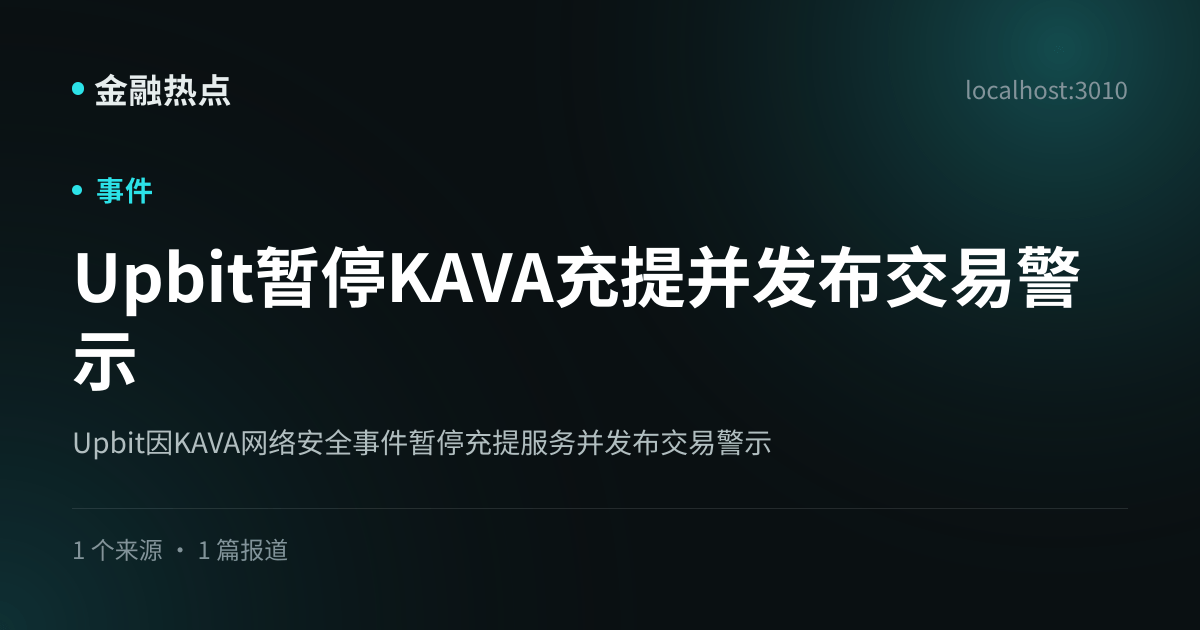 金融热点
localhost:3010
事件
Upbit暂停KAVA充提并发布交易警
示
Upbit因KAVA网络安全事件暂停充提服务并发布交易警示
1 个来源 · 1 篇报道